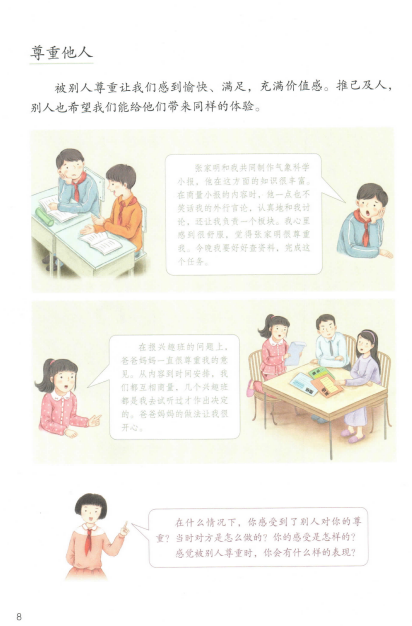 尊重他人
被别人尊重让我们感到愉快、满足，充满价值感。推己及人，
别人也希望我们能给他们带来同样的体验。
张家明和我共同制作气象科学
小报。他在这方面的知识很丰富。
在商量小报的内容时，他一点也不
笑话我的外行言论，认真地和我讨
论，还让我负责一个板块。我心里
感到很舒服，觉得张家明很尊重
我。今晚我要好好查资料，完成这
个任务。
在报兴趣班的问题上，
爸爸妈妈一直很尊重我的意
见。从内容到时间安排，我
们都互相商量，几个兴趣班
都是我去试听过才作出决定
的。爸爸妈妈的做法让我很
开心。
在什么情况下，你感受到了别人对你的尊
重？当时对方是怎么做的？你的感受是怎样的？
感觉被别人尊重时，你会有什么样的表现？
8